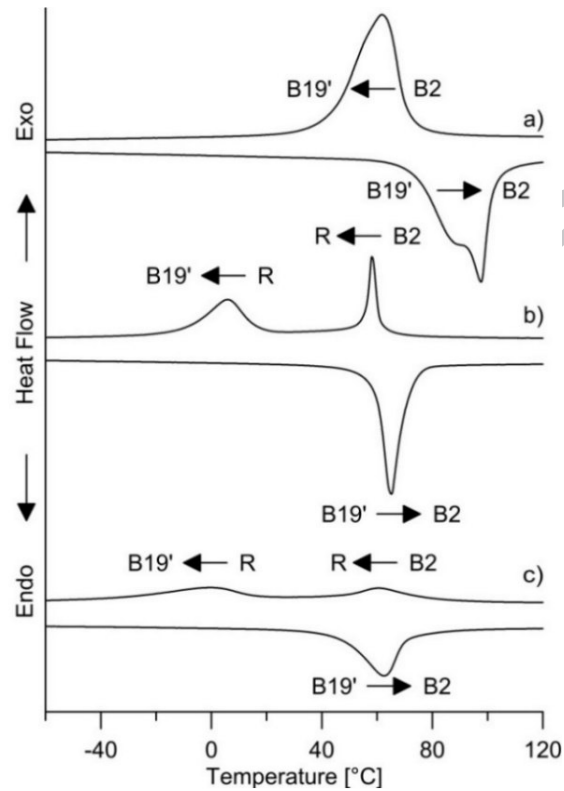 B19' B2
a)
B19' B2
R B2
B19' R
b)
B19' B2
B19' R R B2
c)
B19' B2
Exo
Heat Flow
Endo
-40 0 40 80 120
Temperature [°C]